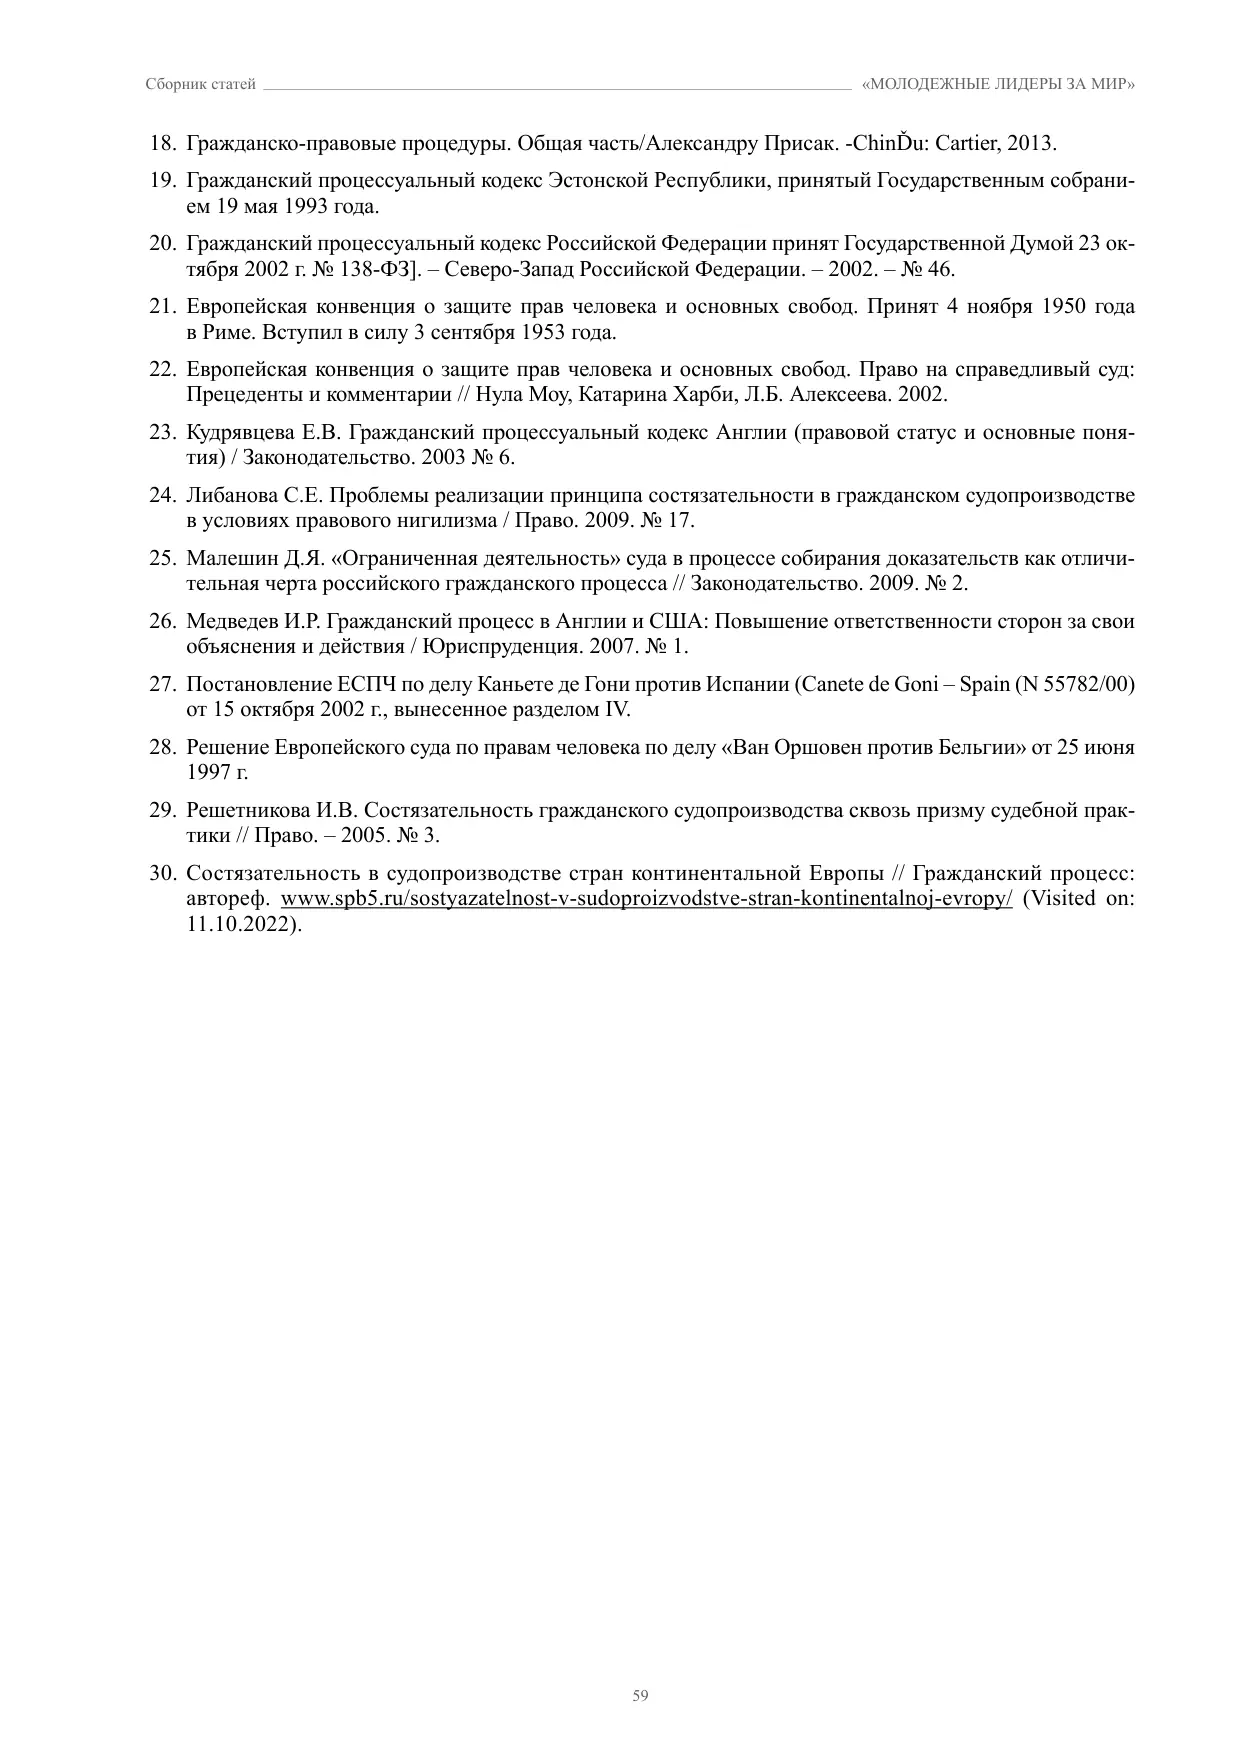 Сборник статей «МОЛОДЕЖНЫЕ ЛИДЕРЫ ЗА МИР»
18. Гражданско-правовые процедуры. Общая часть/Александру Присак. -ChinĎu: Cartier, 2013.
19. Гражданский процессуальный кодекс Эстонской Республики, принятый Государственным собрани-
ем 19 мая 1993 года.
20. Гражданский процессуальный кодекс Российской Федерации принят Государственной Думой 23 ок-
тября 2002 г. № 138-ФЗ]. – Северо-Запад Российской Федерации. – 2002. – № 46.
21. Европейская конвенция о защите прав человека и основных свобод. Принят 4 ноября 1950 года
в Риме. Вступил в силу 3 сентября 1953 года.
22. Европейская конвенция о защите прав человека и основных свобод. Право на справедливый суд:
Прецеденты и комментарии // Нула Моу, Катарина Харби, Л.Б. Алексеева. 2002.
23. Кудрявцева Е.В. Гражданский процессуальный кодекс Англии (правовой статус и основные поня-
тия) / Законодательство. 2003 № 6.
24. Либанова С.Е. Проблемы реализации принципа состязательности в гражданском судопроизводстве
в условиях правового нигилизма / Право. 2009. № 17.
25. Малешин Д.Я. «Ограниченная деятельность» суда в процессе собирания доказательств как отличи-
тельная черта российского гражданского процесса // Законодательство. 2009. № 2.
26. Медведев И.Р. Гражданский процесс в Англии и США: Повышение ответственности сторон за свои
объяснения и действия / Юриспруденция. 2007. № 1.
27. Постановление ЕСПЧ по делу Каньете де Гони против Испании (Canete de Goni – Spain (N 55782/00)
от 15 октября 2002 г., вынесенное разделом IV.
28. Решение Европейского суда по правам человека по делу «Ван Оршовен против Бельгии» от 25 июня
1997 г.
29. Решетникова И.В. Состязательность гражданского судопроизводства сквозь призму судебной прак-
тики // Право. – 2005. № 3.
30. Состязательность в судопроизводстве стран континентальной Европы // Гражданский процесс:
автореф. www.spb5.ru/sostyazatelnost-v-sudoproizvodstve-stran-kontinentalnoj-evropy/ (Visited on:
11.10.2022).
59